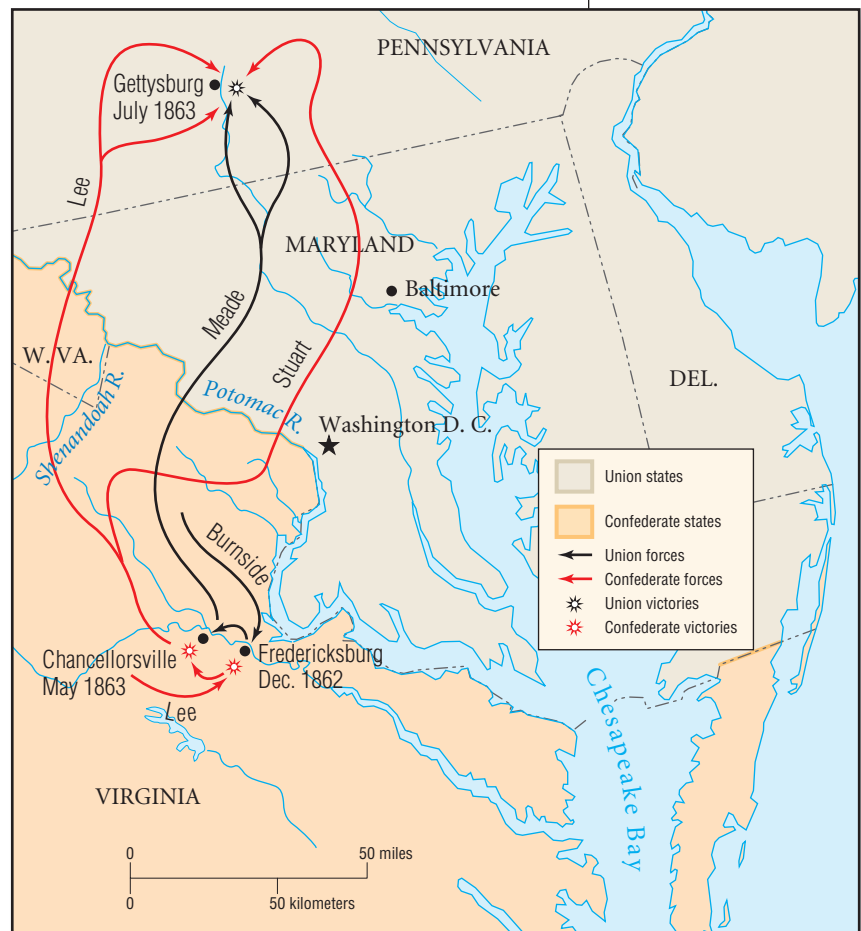 PENNSYLVANIA
Gettysburg
July 1863
Lee
MARYLAND
Baltimore
Meade
Stuart
W. VA.
Shenandoah R.
Potomac R.
DEL.
Washington D. C.
Union states
Confederate states
Union forces
Confederate forces
Union victories
Confederate victories
Burnside
Chancellorsville
May 1863
Fredericksburg
Dec. 1862
Lee
Chesapeake Bay
VIRGINIA
0
50 miles
0
50 kilometers